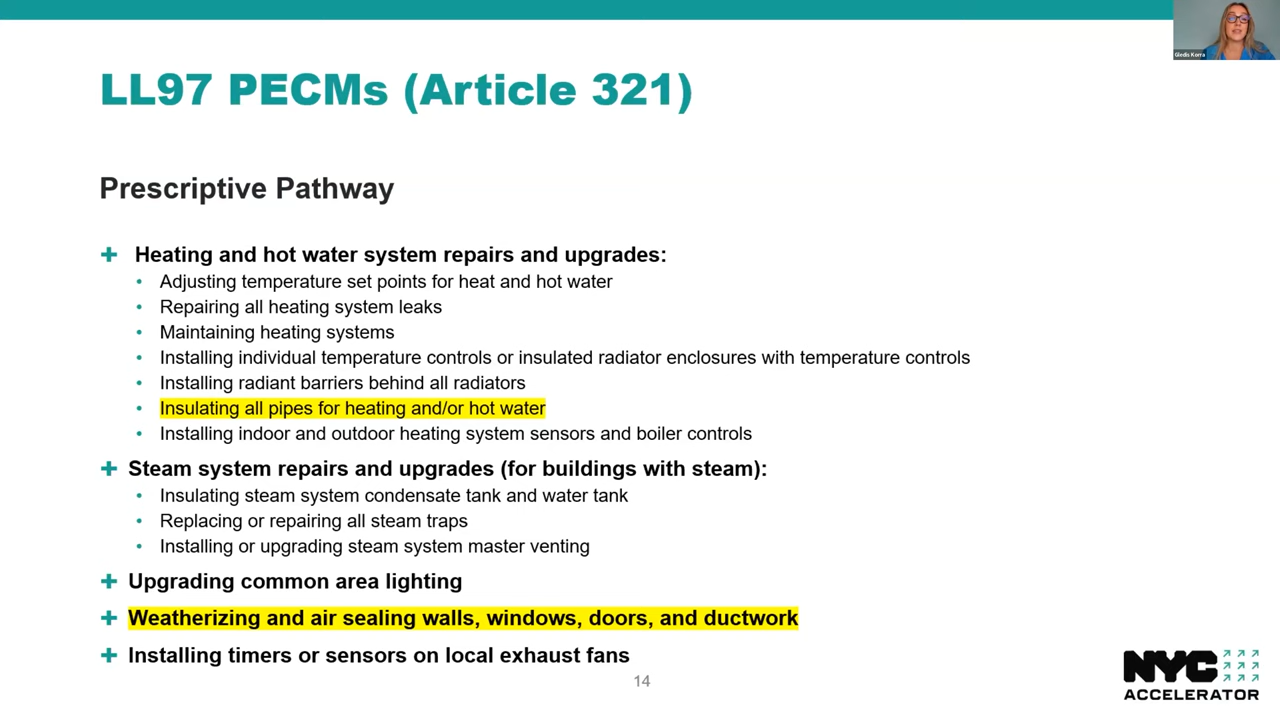 Gledis Korra
LL97 PECMs (Article 321)
Prescriptive Pathway
Heating and hot water system repairs and upgrades:
Adjusting temperature set points for heat and hot water
Repairing all heating system leaks
Maintaining heating systems
Installing individual temperature controls or insulated radiator enclosures with temperature controls
Installing radiant barriers behind all radiators
Insulating all pipes for heating and/or hot water
Installing indoor and outdoor heating system sensors and boiler controls
Steam system repairs and upgrades (for buildings with steam):
Insulating steam system condensate tank and water tank
Replacing or repairing all steam traps
Installing or upgrading steam system master venting
Upgrading common area lighting
Weatherizing and air sealing walls, windows, doors, and ductwork
Installing timers or sensors on local exhaust fans
14
NYC
ACCELERATOR